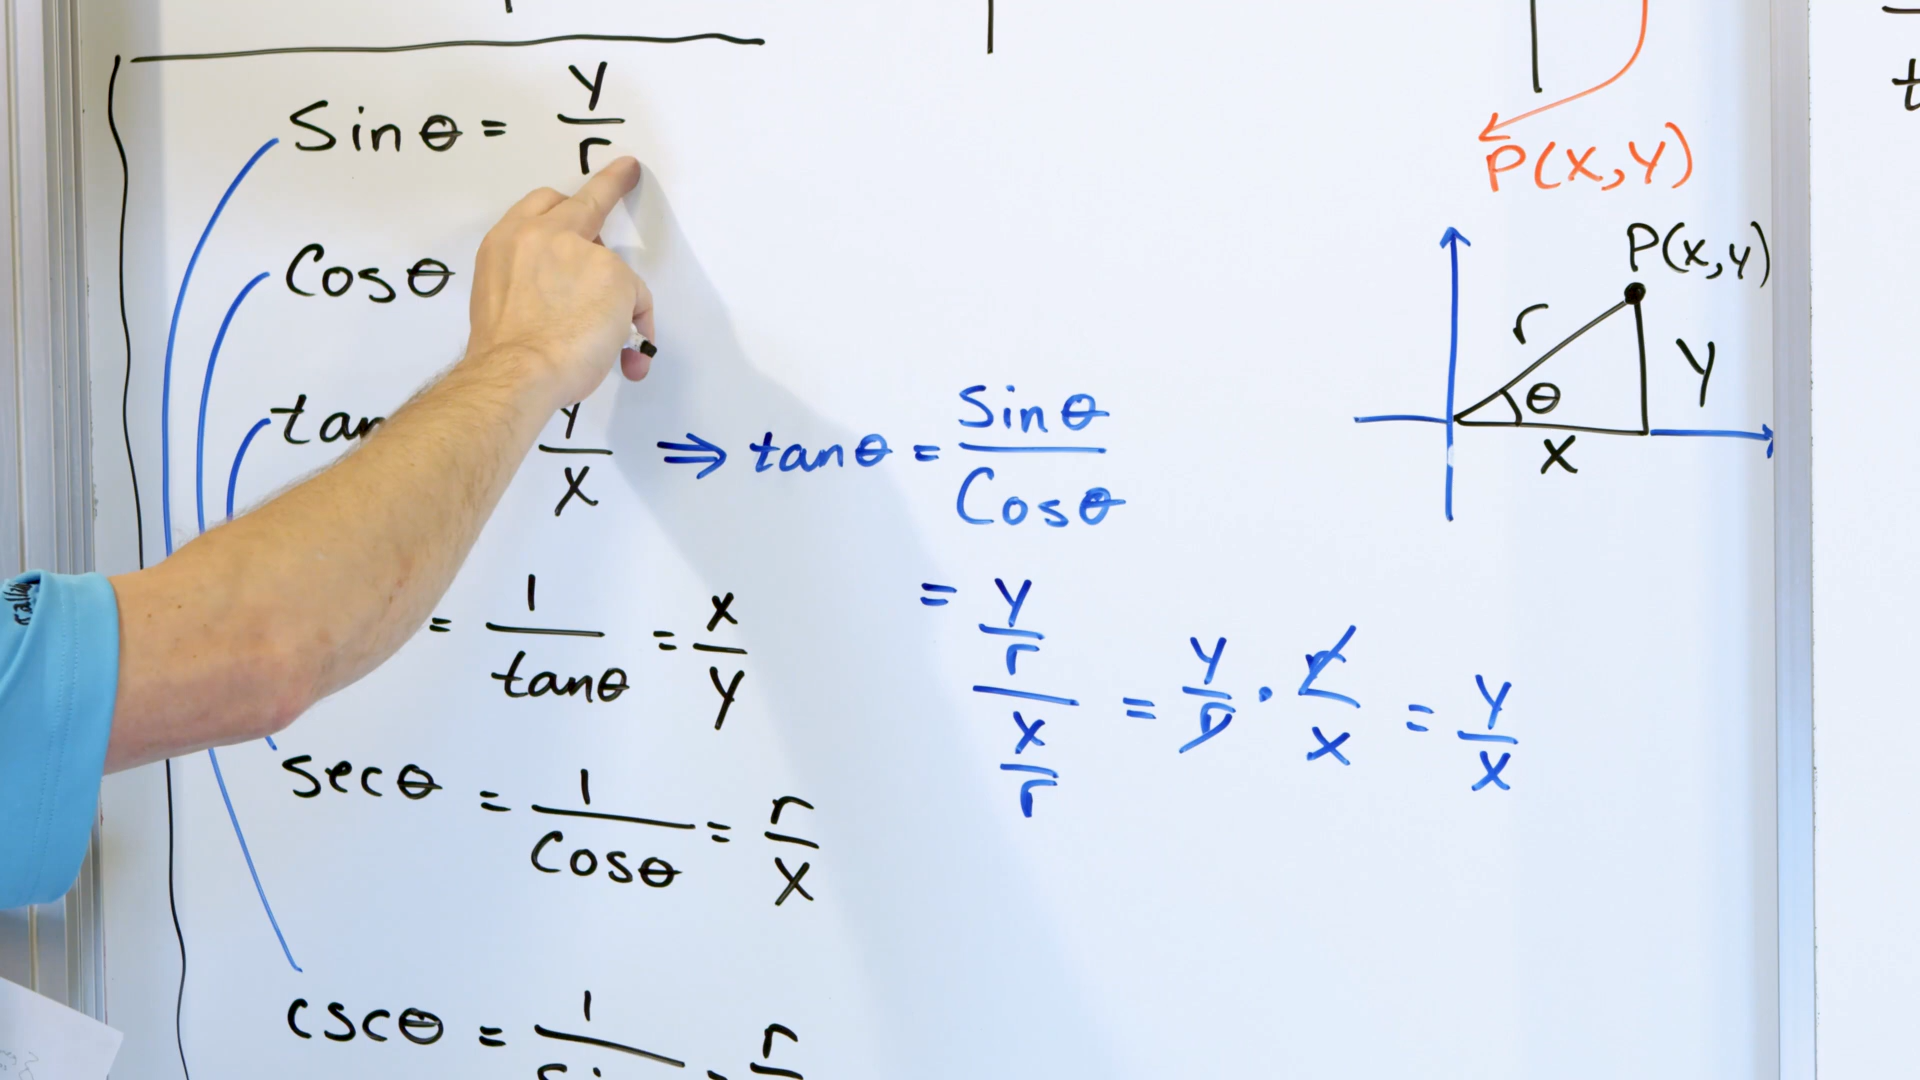 Sinθ = y/r
Cosθ
tan
y/x ⇒ tanθ = Sinθ/Cosθ
= (y/r)/(x/r) = y/r · r/x = y/x
= 1/tanθ = x/y
secθ = 1/Cosθ = r/x
cscθ = 1/ = r
P(X,Y)
P(x,y)
r
θ
Y
X
t